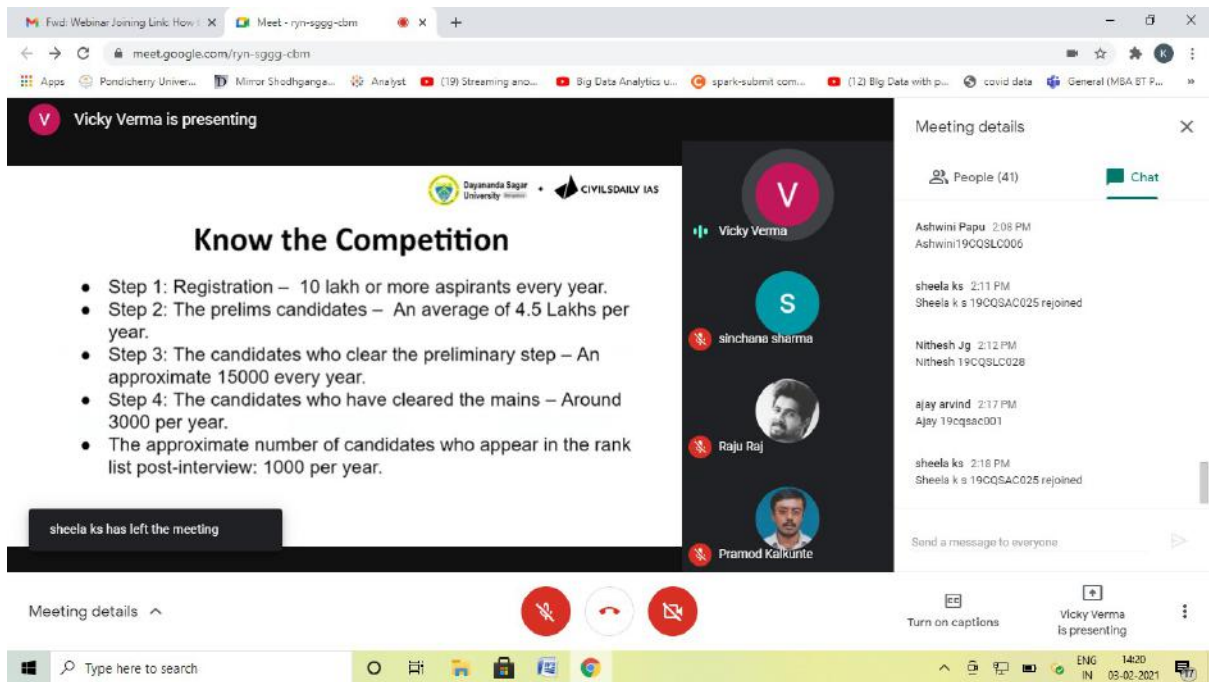 Fwd: Webinar Joining Link: How t
Meet - ryn-sggg-cbm
meet.google.com/ryn-sggg-cbm
K
Apps
Pondicherry Univer...
Mirror Shodhganga...
Analyst
(19) Streaming ano...
Big Data Analytics u...
spark-submit com...
(12) Big Data with p...
covid data
General (MBA BT P...
V
Vicky Verma is presenting
Dayananda Sagar
University
CIVILSDAILY IAS
Know the Competition
● Step 1: Registration – 10 lakh or more aspirants every year.
● Step 2: The prelims candidates – An average of 4.5 Lakhs per
year.
● Step 3: The candidates who clear the preliminary step – An
approximate 15000 every year.
● Step 4: The candidates who have cleared the mains – Around
3000 per year.
● The approximate number of candidates who appear in the rank
list post-interview: 1000 per year.
sheela ks has left the meeting
V
Vicky Verma
S
sinchana sharma
Raju Raj
Pramod Kalkunte
Meeting details
People (41)
Chat
Ashwini Papu 2:08 PM
Ashwini19CQSLC006
sheela ks 2:11 PM
Sheela k s 19CQSAC025 rejoined
Nithesh Jg 2:12 PM
Nithesh 19CQSLC028
ajay arvind 2:17 PM
Ajay 19cqsac001
sheela ks 2:18 PM
Sheela k s 19CQSAC025 rejoined
Send a message to everyone
Meeting details
Turn on captions
Vicky Verma
is presenting
Type here to search
ENG
IN
14:20
03-02-2021
17